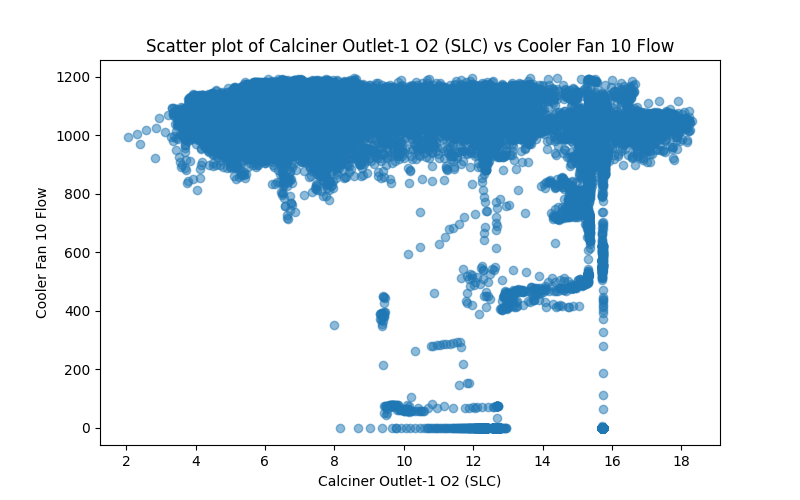 Scatter plot of Calciner Outlet-1 O2 (SLC) vs Cooler Fan 10 Flow
1200
1000
800
600
400
200
0
Cooler Fan 10 Flow
2 4 6 8 10 12 14 16 18
Calciner Outlet-1 O2 (SLC)